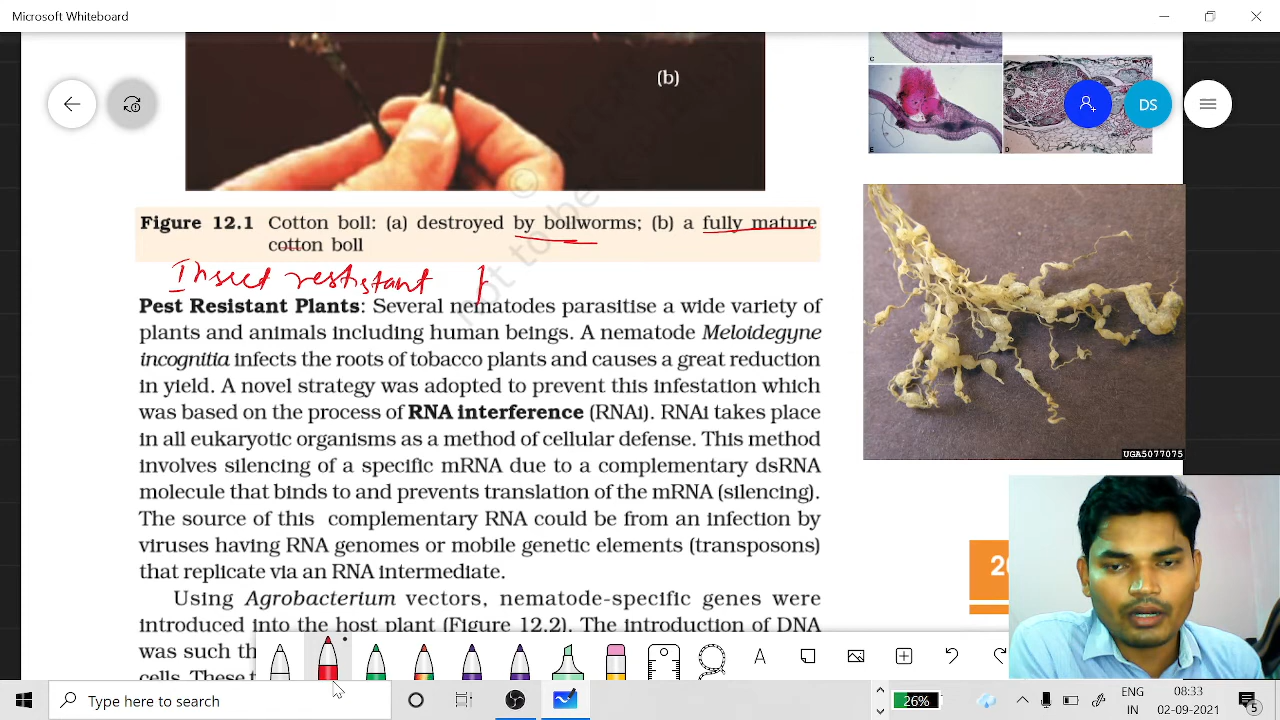 Microsoft Whiteboard
(b)
C
E
D
DS
Figure 12.1 Cotton boll: (a) destroyed by bollworms; (b) a fully mature
cotton boll
Insect restistant
Pest Resistant Plants: Several nematodes parasitise a wide variety of
plants and animals including human beings. A nematode Meloidegyne
incognitia infects the roots of tobacco plants and causes a great reduction
in yield. A novel strategy was adopted to prevent this infestation which
was based on the process of RNA interference (RNAi). RNAi takes place
in all eukaryotic organisms as a method of cellular defense. This method
involves silencing of a specific mRNA due to a complementary dsRNA
molecule that binds to and prevents translation of the mRNA (silencing).
The source of this complementary RNA could be from an infection by
viruses having RNA genomes or mobile genetic elements (transposons)
that replicate via an RNA intermediate.
Using Agrobacterium vectors, nematode-specific genes were
introduced into the host plant (Figure 12.2). The introduction of DNA
was such th
cells. These
© not to be
UGA5077075
20
A
Type here to search
26%
ENG
IN
08:33
02-09-2021
5